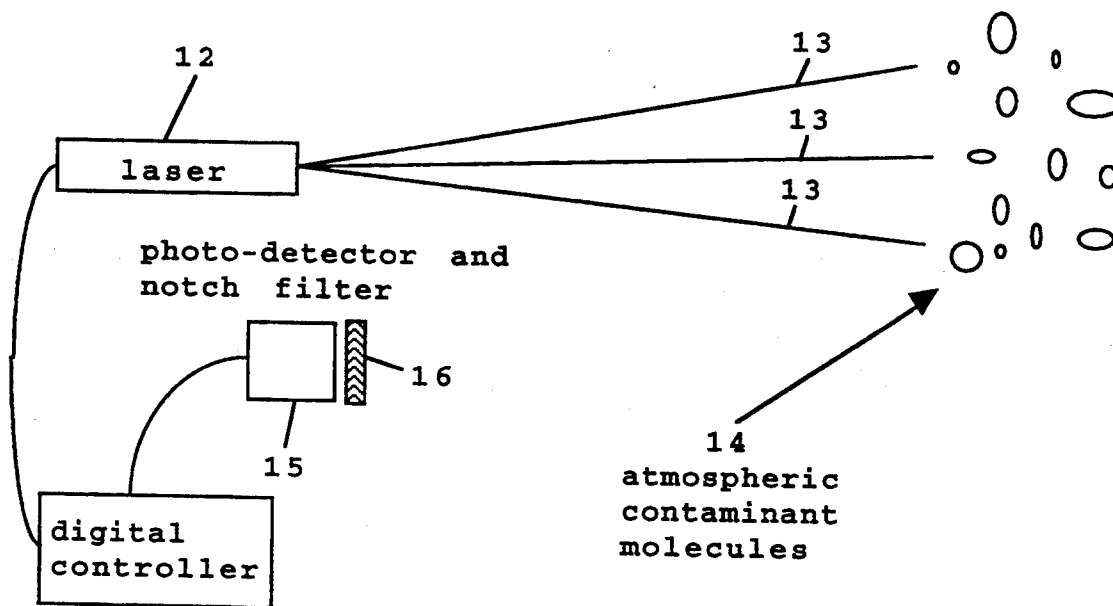 12
13
laser
13
13
photo-detector and
notch filter
16
15
14
atmospheric
contaminant
molecules
digital
controller